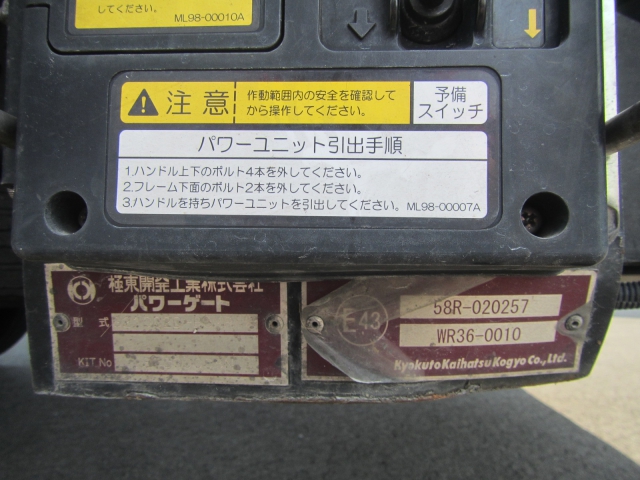 してください。
ML98-00010A
注意
作動範囲内の安全を確認して
から操作してください。
予備
スイッチ
パワーユニット引出手順
1.ハンドル上下のボルト4本を外してください。
2.フレーム下面のボルト2本を外してください。
3.ハンドルを持ちパワーユニットを引出してください。 ML98-00007A
極東開発工業株式会社
パワーゲート
型式
KIT.No
E43
58R-020257
WR36-0010
Kyokuto Kaihatsu Kogyo Co., Ltd.